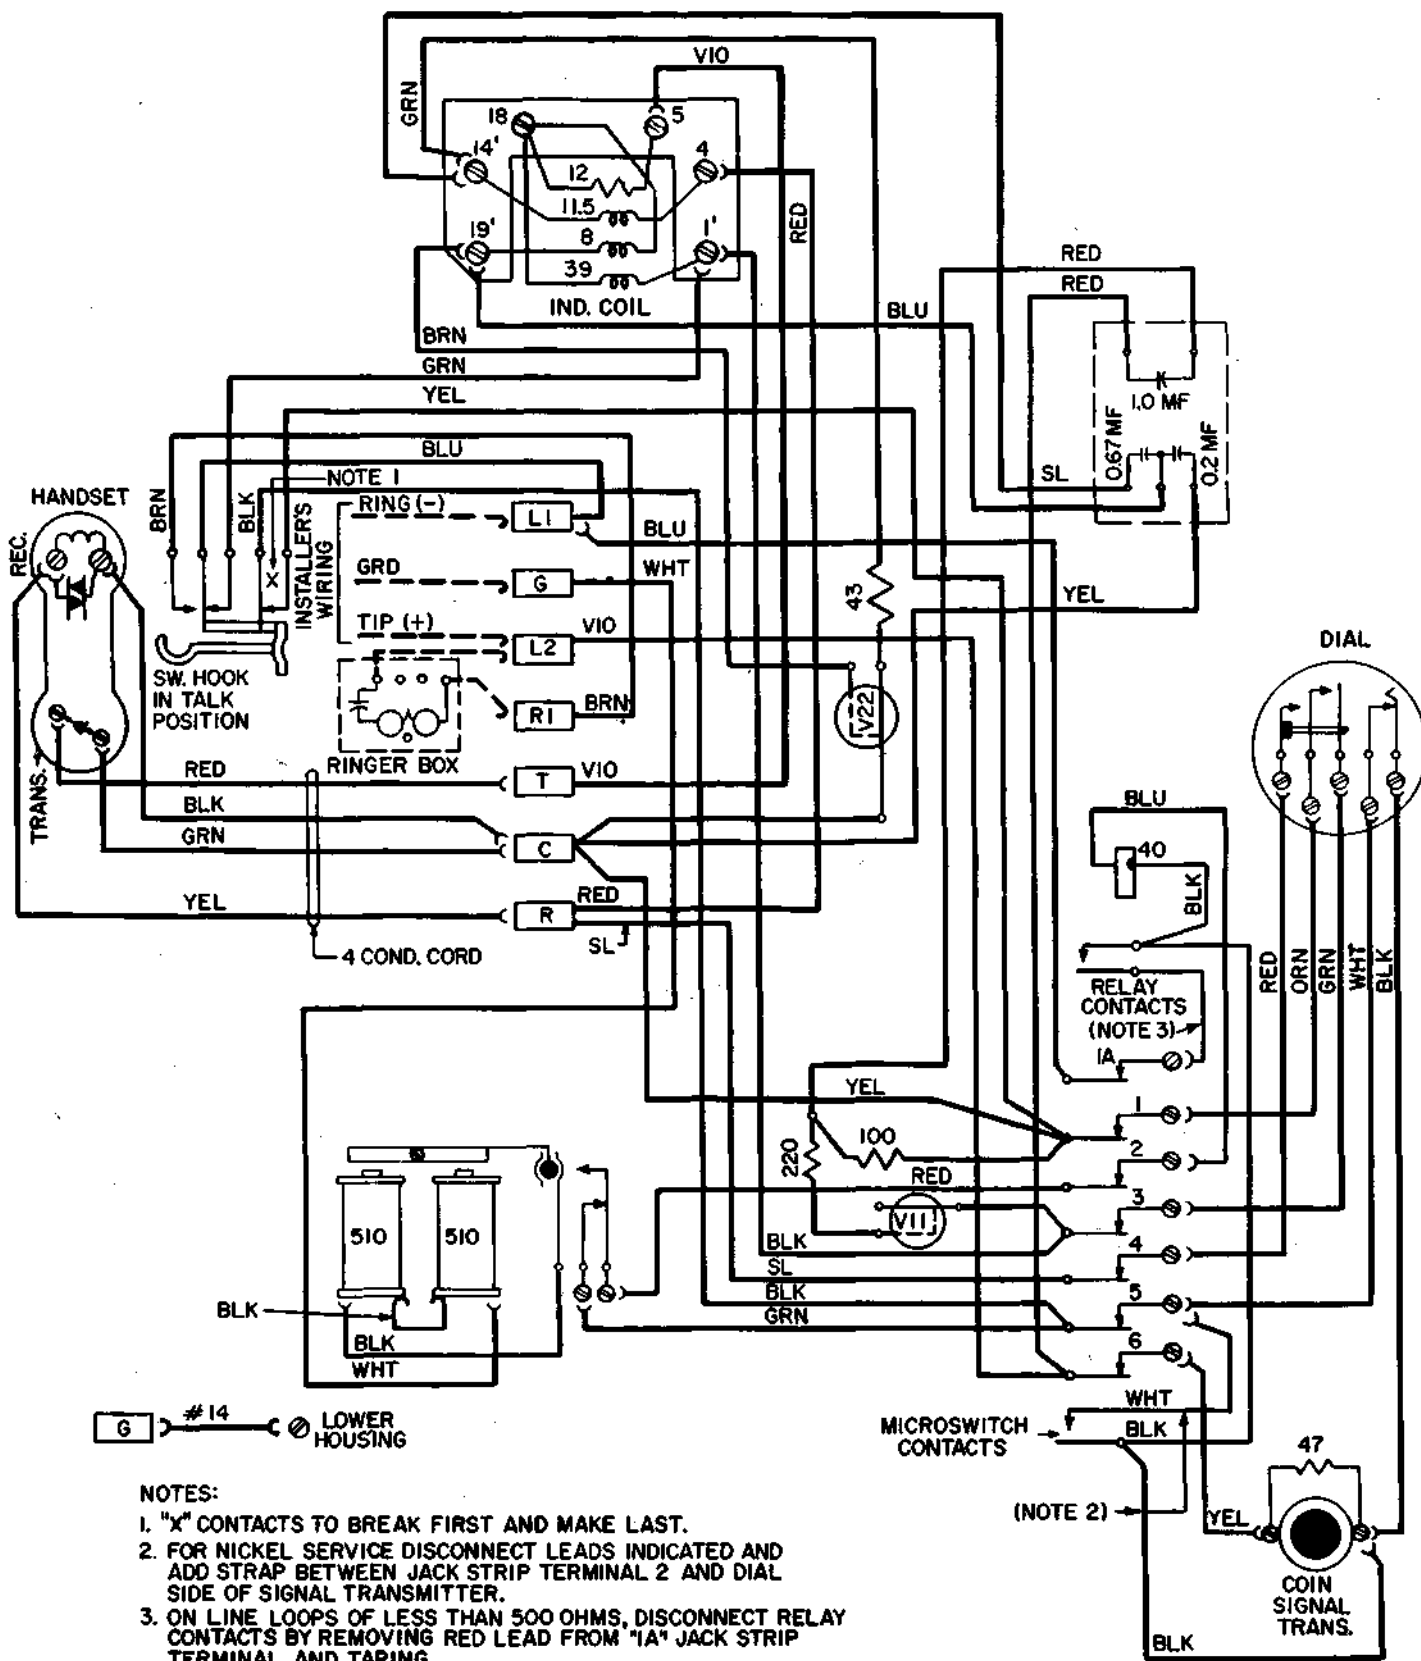 VIO
GRN
18
5
14'
4
12
11.5
RED
19'
8
1'
39
IND. COIL
RED
RED
BLU
BRN
GRN
YEL
1.0 MF
0.67 MF
0.2 MF
BLU
SL
NOTE 1
HANDSET
BRN
BLK
RING (-)
L1
BLU
REC.
X
INSTALLER'S
WIRING
GRD
G
WHT
43
YEL
TIP (+)
L2
VIO
DIAL
SW. HOOK
IN TALK
POSITION
R1
BRN
V22
TRANS.
RINGER BOX
RED
T
VIO
BLK
BLU
GRN
C
40
BLK
YEL
R
RED
SL
4 COND. CORD
RED
ORN
GRN
WHT
BLK
RELAY
CONTACTS
(NOTE 3)
1A
YEL
1
100
220
2
RED
3
510
510
V11
BLK
4
SL
BLK
5
BLK
GRN
6
BLK
WHT
WHT
G
#14
LOWER
HOUSING
MICROSWITCH
CONTACTS
BLK
47
(NOTE 2)
YEL
COIN
SIGNAL
TRANS.
BLK
NOTES:
1. "X" CONTACTS TO BREAK FIRST AND MAKE LAST.
2. FOR NICKEL SERVICE DISCONNECT LEADS INDICATED AND
ADD STRAP BETWEEN JACK STRIP TERMINAL 2 AND DIAL
SIDE OF SIGNAL TRANSMITTER.
3. ON LINE LOOPS OF LESS THAN 500 OHMS, DISCONNECT RELAY
CONTACTS BY REMOVING RED LEAD FROM "1A" JACK STRIP
TERMINAL AND TAPING